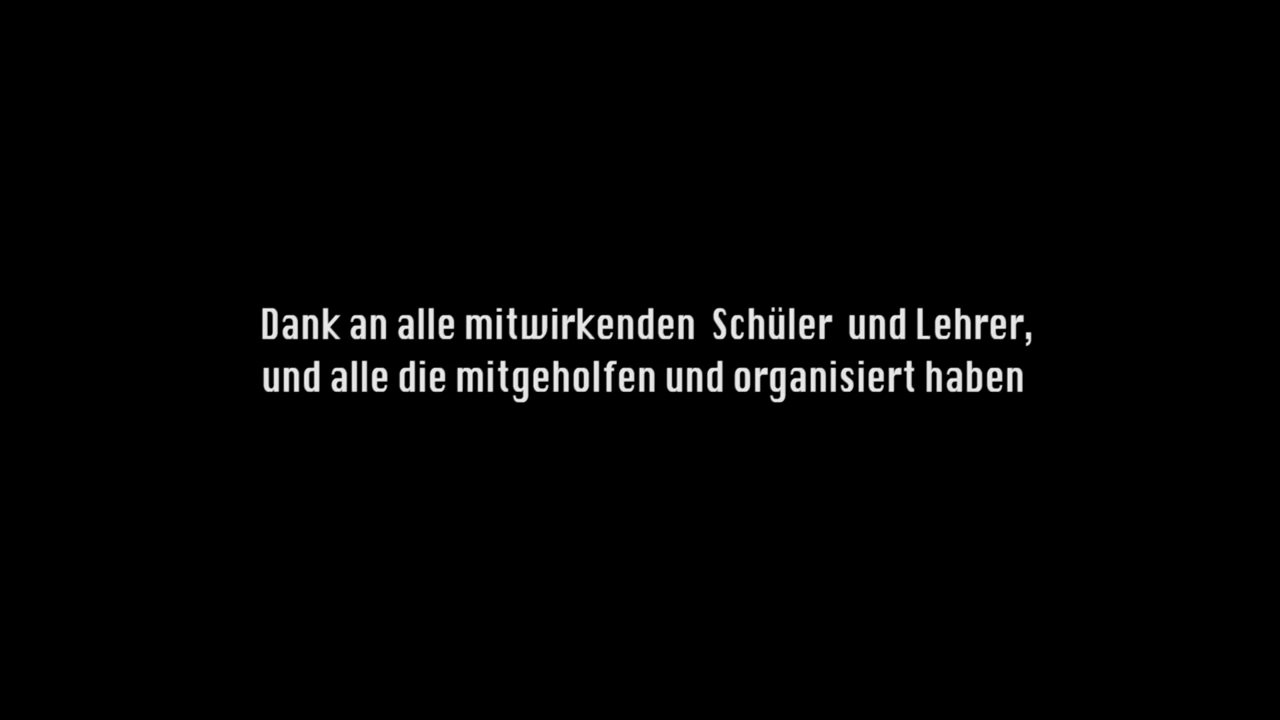 Dank an alle mitwirkenden Schüler und Lehrer,
und alle die mitgeholfen und organisiert haben